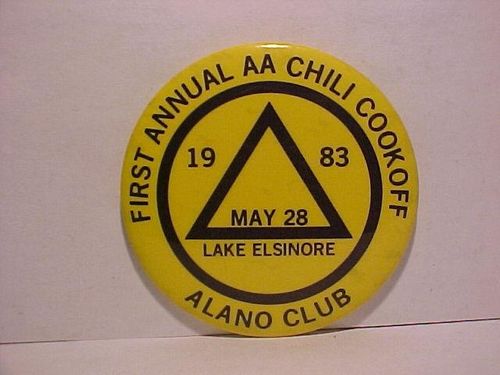 FIRST ANNUAL AA CHILI COOKOFF
19 83
MAY 28
LAKE ELSINORE
ALANO CLUB